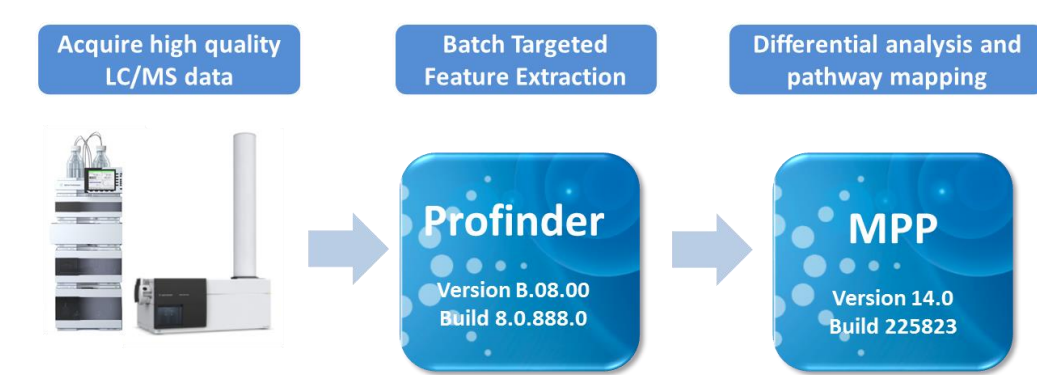 Acquire high quality
LC/MS data
Batch Targeted
Feature Extraction
Differential analysis and
pathway mapping
Profinder
Version B.08.00
Build 8.0.888.0
MPP
Version 14.0
Build 225823